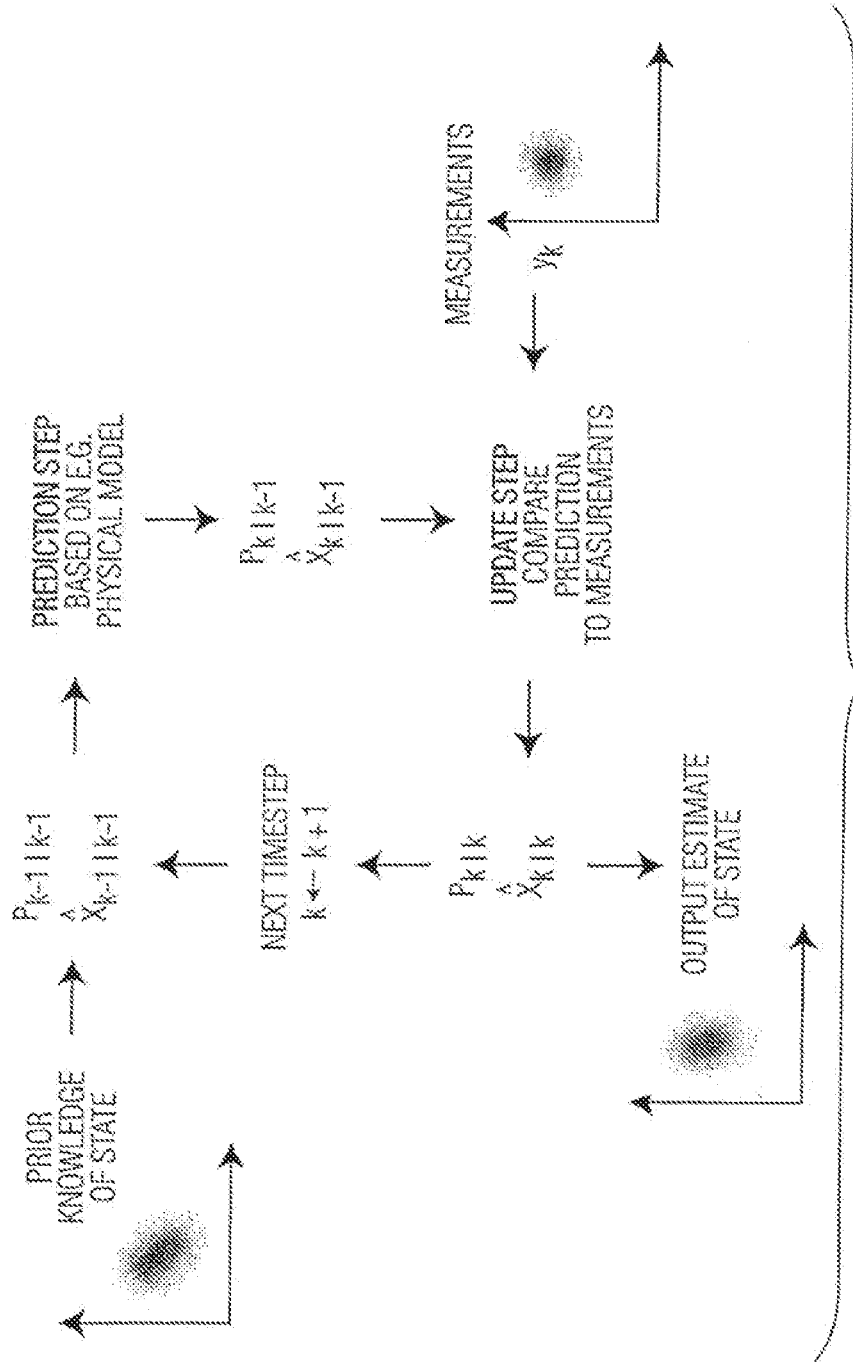 PRIOR
KNOWLEDGE
OF STATE
P k-1 | k-1
^
X k-1 | k-1
PREDICTION STEP
BASED ON E.G.
PHYSICAL MODEL
NEXT TIMESTEP
k ← k + 1
P k | k-1
^
X k | k-1
P k | k
^
X k | k
UPDATE STEP
COMPARE
PREDICTION
TO MEASUREMENTS
MEASUREMENTS
y k
OUTPUT ESTIMATE
OF STATE